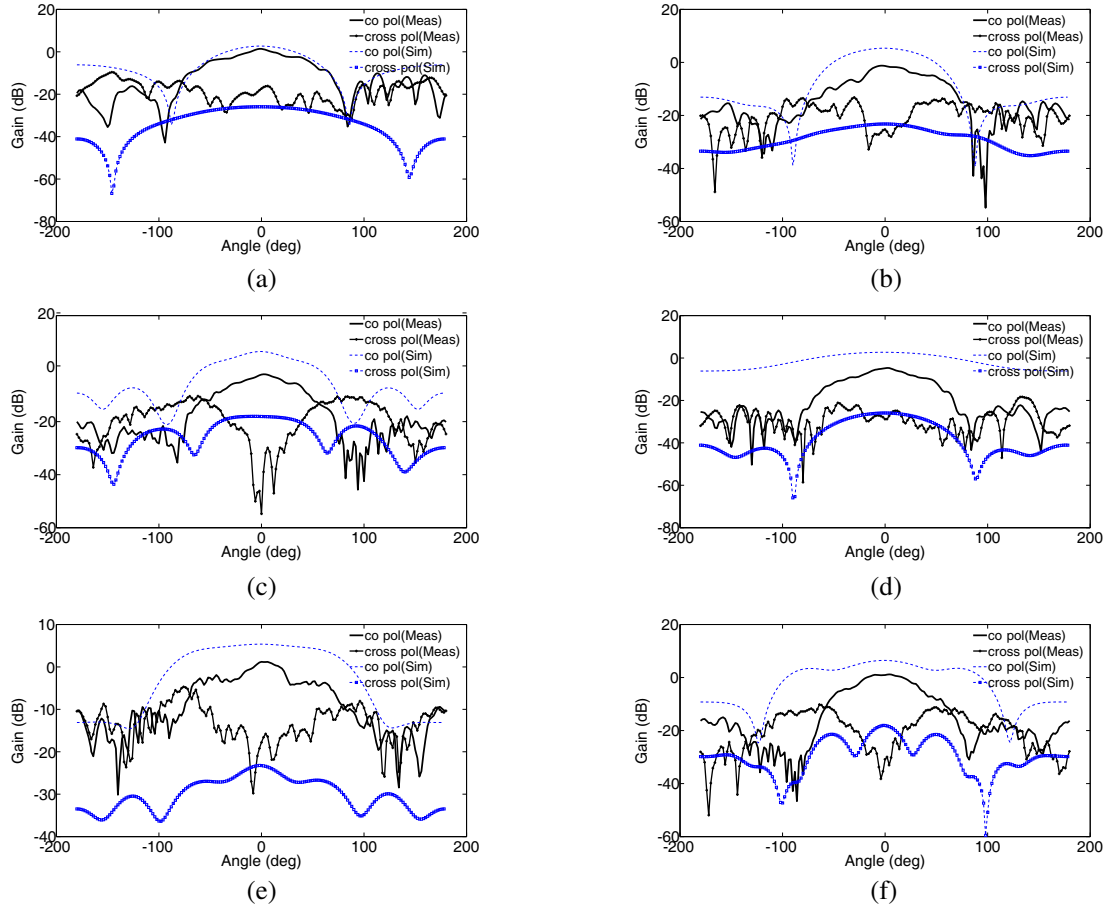 co pol(Meas)
cross pol(Meas)
co pol(Sim)
cross pol(Sim)
20
0
-20
-40
-60
-80
Gain (dB)
-200
-100
0
100
200
Angle (deg)
(a)
co pol(Meas)
cross pol(Meas)
co pol(Sim)
cross pol(Sim)
20
0
-20
-40
-60
Gain (dB)
-200
-100
0
100
200
Angle (deg)
(b)
co pol(Meas)
cross pol(Meas)
co pol(Sim)
cross pol(Sim)
20
0
-20
-40
-60
Gain (dB)
-200
-100
0
100
200
Angle (deg)
(c)
co pol(Meas)
cross pol(Meas)
co pol(Sim)
cross pol(Sim)
20
0
-20
-40
-60
-80
Gain (dB)
-200
-100
0
100
200
Angle (deg)
(d)
co pol(Meas)
cross pol(Meas)
co pol(Sim)
cross pol(Sim)
10
0
-10
-20
-30
-40
Gain (dB)
-200
-100
0
100
200
Angle (deg)
(e)
co pol(Meas)
cross pol(Meas)
co pol(Sim)
cross pol(Sim)
20
0
-20
-40
-60
Gain (dB)
-200
-100
0
100
200
Angle (deg)
(f)